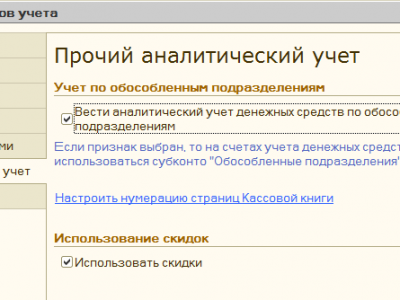 ов учета
Прочий аналитический учет
Учет по обособленным подразделениям
Вести аналитический учет денежных средств по обосо
подразделениям
ми
Если признак выбран, то на счетах учета денежных средст
учет
использоваться субконто "Обособленные подразделения"
Настроить нумерацию страниц Кассовой книги
Использование скидок
Использовать скидки